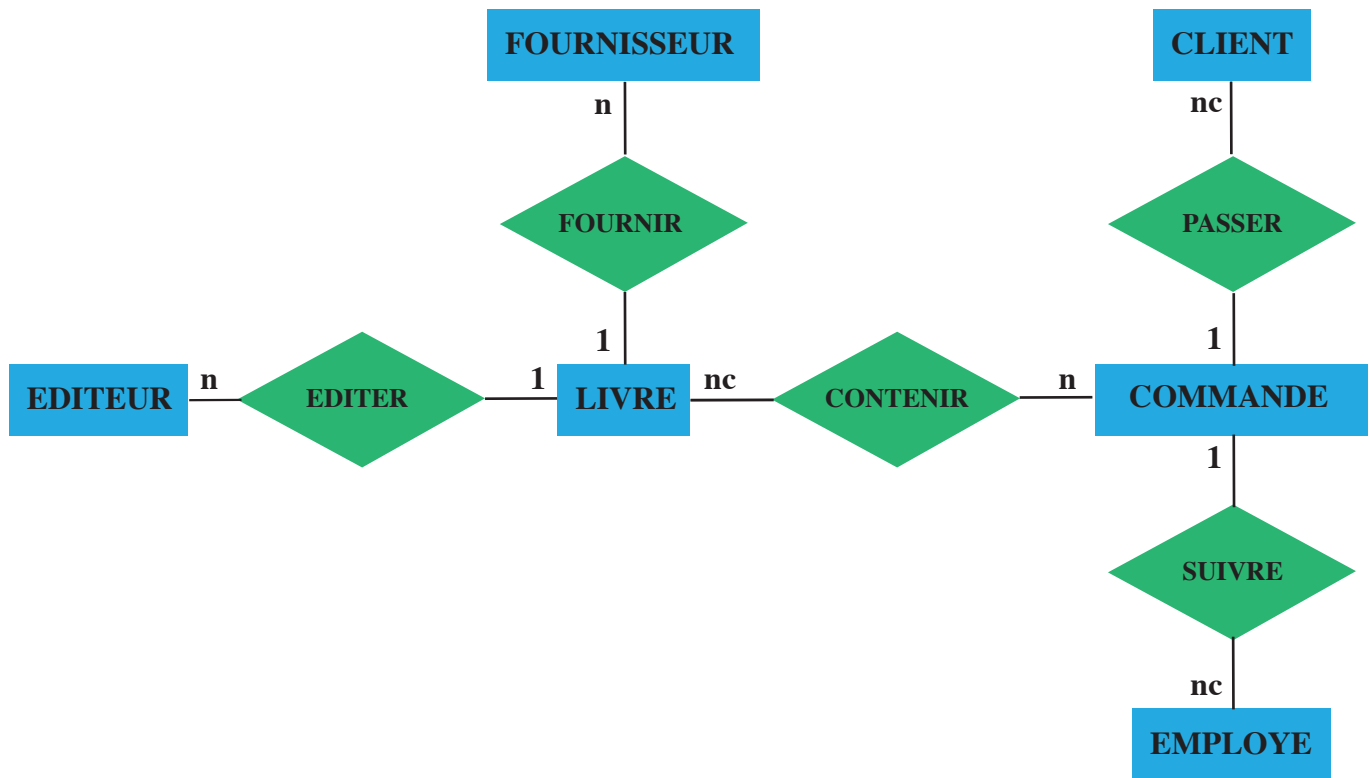 FOURNISSEUR
CLIENT
n
nc
FOURNIR
PASSER
1
1
EDITEUR
n
EDITER
1
LIVRE
nc
CONTENIR
n
COMMANDE
1
SUIVRE
nc
EMPLOYE